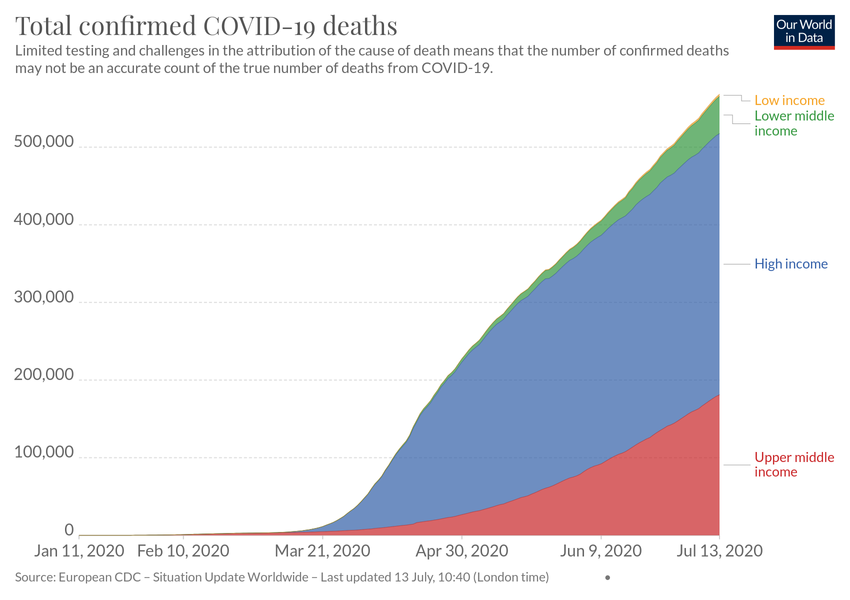 Total confirmed COVID-19 deaths
Our World
in Data
Limited testing and challenges in the attribution of the cause of death means that the number of confirmed deaths
may not be an accurate count of the true number of deaths from COVID-19.
Low income
Lower middle
income
500,000
400,000
High income
300,000
200,000
100,000
Upper middle
income
0
Jan 11, 2020 Feb 10, 2020 Mar 21, 2020 Apr 30, 2020 Jun 9, 2020 Jul 13, 2020
Source: European CDC – Situation Update Worldwide – Last updated 13 July, 10:40 (London time) •